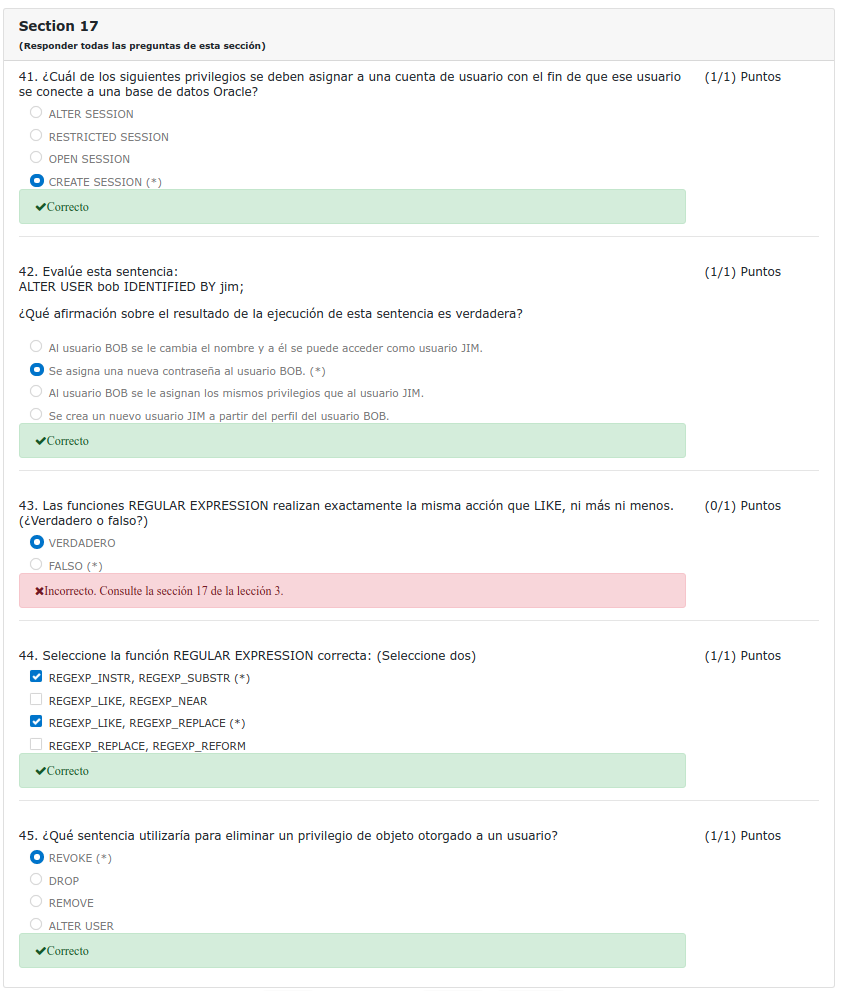 Section 17
(Responder todas las preguntas de esta sección)
41. ¿Cuál de los siguientes privilegios se deben asignar a una cuenta de usuario con el fin de que ese usuario
se conecte a una base de datos Oracle?
(1/1) Puntos
ALTER SESSION
RESTRICTED SESSION
OPEN SESSION
CREATE SESSION (*)
Correcto
42. Evalúe esta sentencia:
(1/1) Puntos
ALTER USER bob IDENTIFIED BY jim;
¿Qué afirmación sobre el resultado de la ejecución de esta sentencia es verdadera?
Al usuario BOB se le cambia el nombre y a él se puede acceder como usuario JIM.
Se asigna una nueva contraseña al usuario BOB. (*)
Al usuario BOB se le asignan los mismos privilegios que al usuario JIM.
Se crea un nuevo usuario JIM a partir del perfil del usuario BOB.
Correcto
43. Las funciones REGULAR EXPRESSION realizan exactamente la misma acción que LIKE, ni más ni menos.
(¿Verdadero o falso?)
(0/1) Puntos
VERDADERO
FALSO (*)
Incorrecto. Consulte la sección 17 de la lección 3.
44. Seleccione la función REGULAR EXPRESSION correcta: (Seleccione dos)
(1/1) Puntos
REGEXP_INSTR, REGEXP_SUBSTR (*)
REGEXP_LIKE, REGEXP_NEAR
REGEXP_LIKE, REGEXP_REPLACE (*)
REGEXP_REPLACE, REGEXP_REFORM
Correcto
45. ¿Qué sentencia utilizaría para eliminar un privilegio de objeto otorgado a un usuario?
(1/1) Puntos
REVOKE (*)
DROP
REMOVE
ALTER USER
Correcto